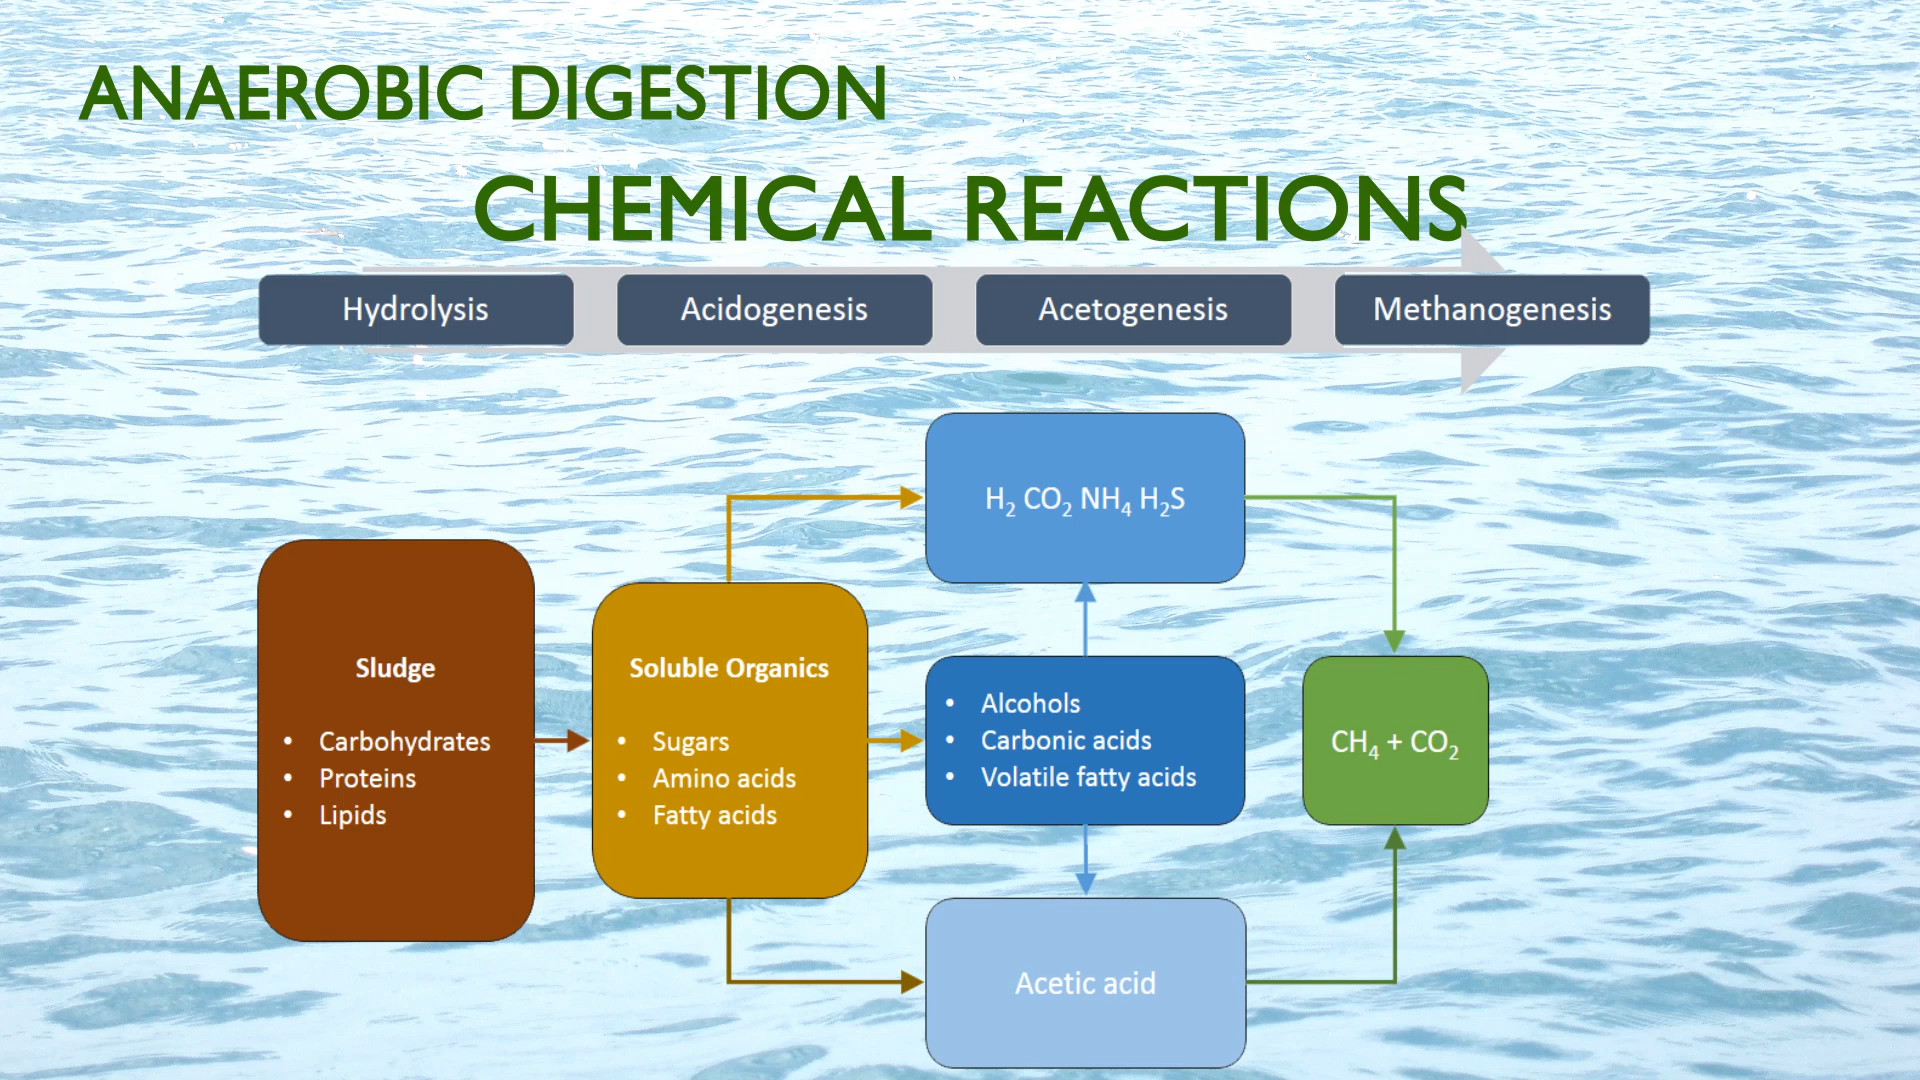 ANAEROBIC DIGESTION
CHEMICAL REACTIONS
Hydrolysis
Acidogenesis
Acetogenesis
Methanogenesis
Sludge
• Carbohydrates
• Proteins
• Lipids
Soluble Organics
• Sugars
• Amino acids
• Fatty acids
H₂ CO₂ NH₄ H₂S
• Alcohols
• Carbonic acids
• Volatile fatty acids
Acetic acid
CH₄ + CO₂